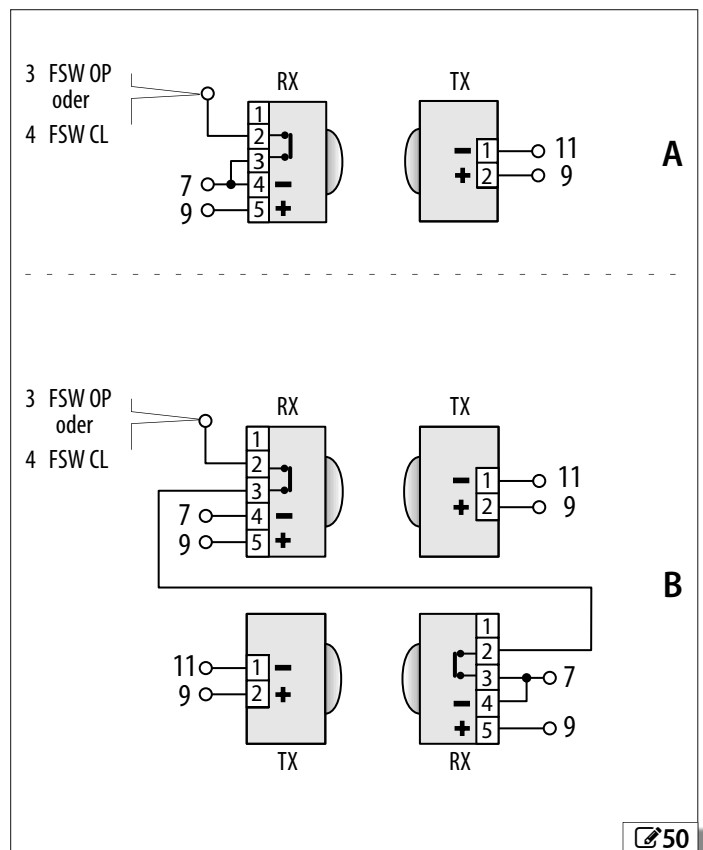 3 FSW OP
oder
4 FSW CL
RX
TX
1
2
3
7
4 −
9
5 +
− 1 11
+ 2 9
A
3 FSW OP
oder
4 FSW CL
RX
TX
1
2
3
7
4 −
9
5 +
− 1 11
+ 2 9
B
11 1 −
9 2 +
TX
1
2
3 7
− 4
+ 5 9
RX
50